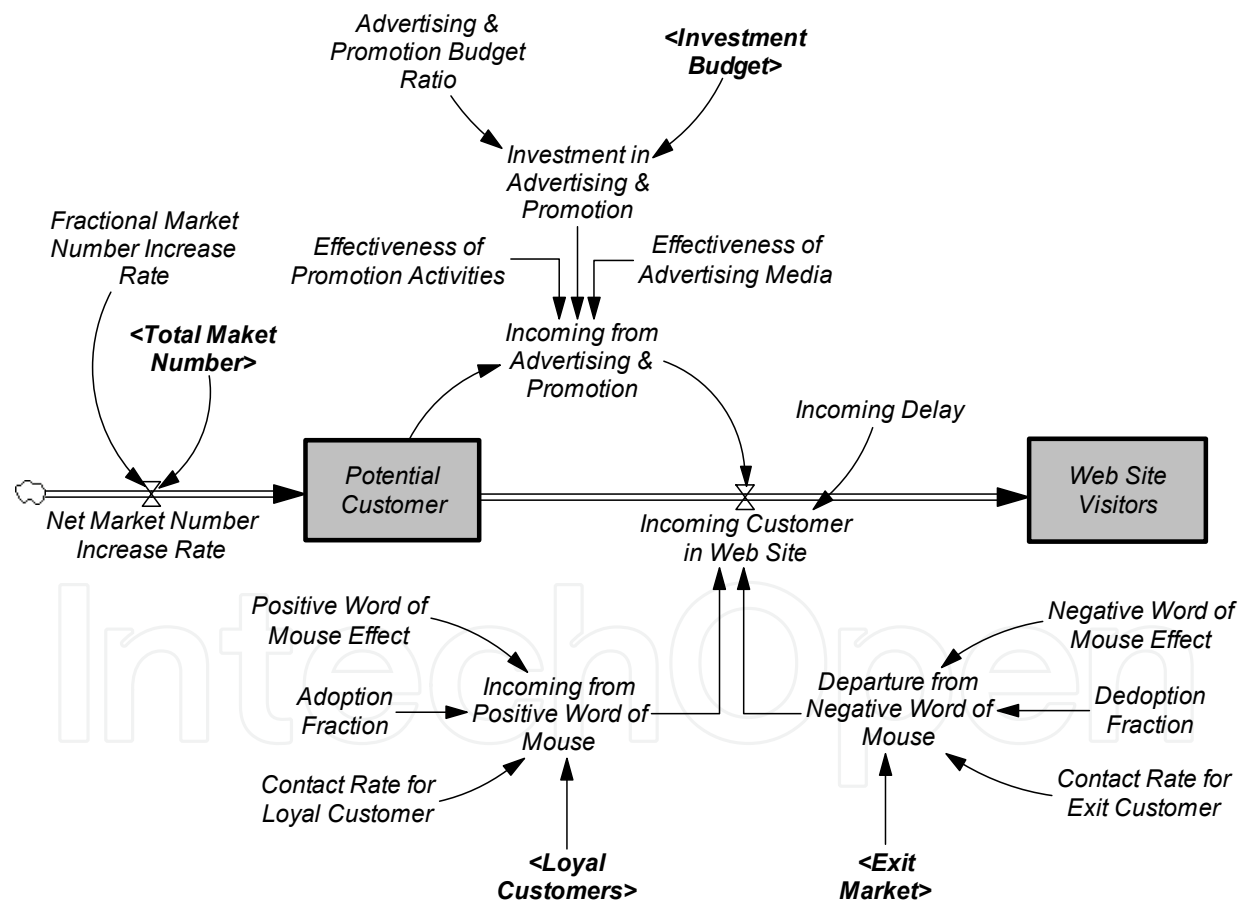 Advertising &
Promotion Budget
Ratio
<Investment
Budget>
Investment in
Advertising &
Promotion
Fractional Market
Number Increase
Rate
Effectiveness of
Promotion Activities
Effectiveness of
Advertising Media
<Total Maket
Number>
Incoming from
Advertising &
Promotion
Incoming Delay
Potential
Customer
Web Site
Visitors
Net Market Number
Increase Rate
Incoming Customer
in Web Site
Positive Word of
Mouse Effect
Negative Word of
Mouse Effect
Adoption
Fraction
Incoming from
Positive Word of
Mouse
Departure from
Negative Word of
Mouse
Dedoption
Fraction
Contact Rate for
Loyal Customer
Contact Rate for
Exit Customer
<Loyal
Customers>
<Exit
Market>
IntechOpen